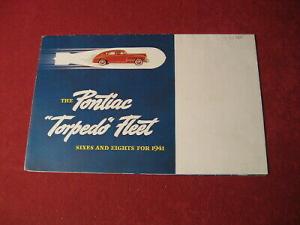 THE Pontiac
"Torpedo" Fleet
SIXES AND EIGHTS FOR 1941